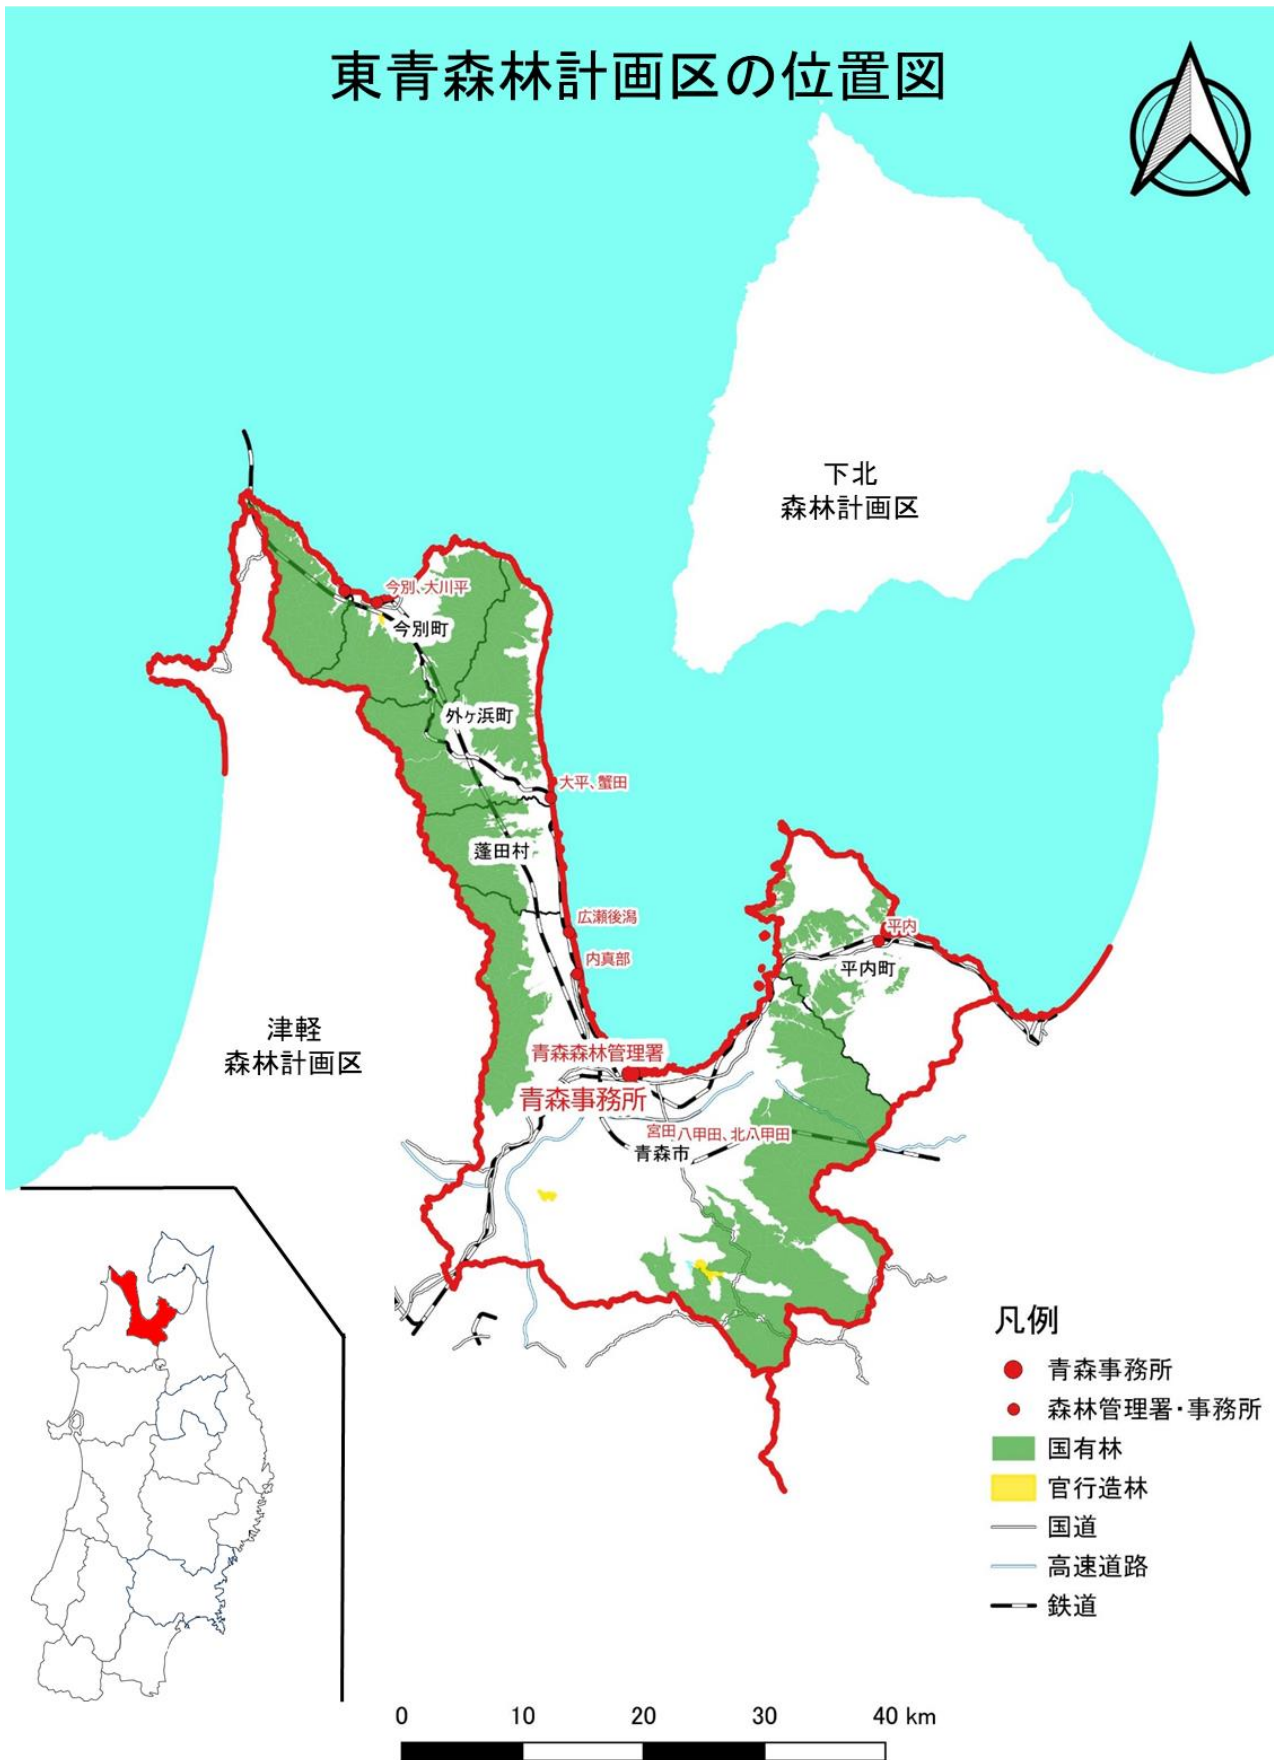 東青森林計画区の位置図
下北
森林計画区
今別、大川平
今別町
外ヶ浜町
大平、蟹田
蓬田村
広瀬後潟
内真部
平内
平内町
津軽
森林計画区
青森森林管理署
青森事務所
宮田 八甲田、北八甲田
青森市
凡例
青森事務所
森林管理署・事務所
国有林
官行造林
国道
高速道路
鉄道
0 10 20 30 40 km